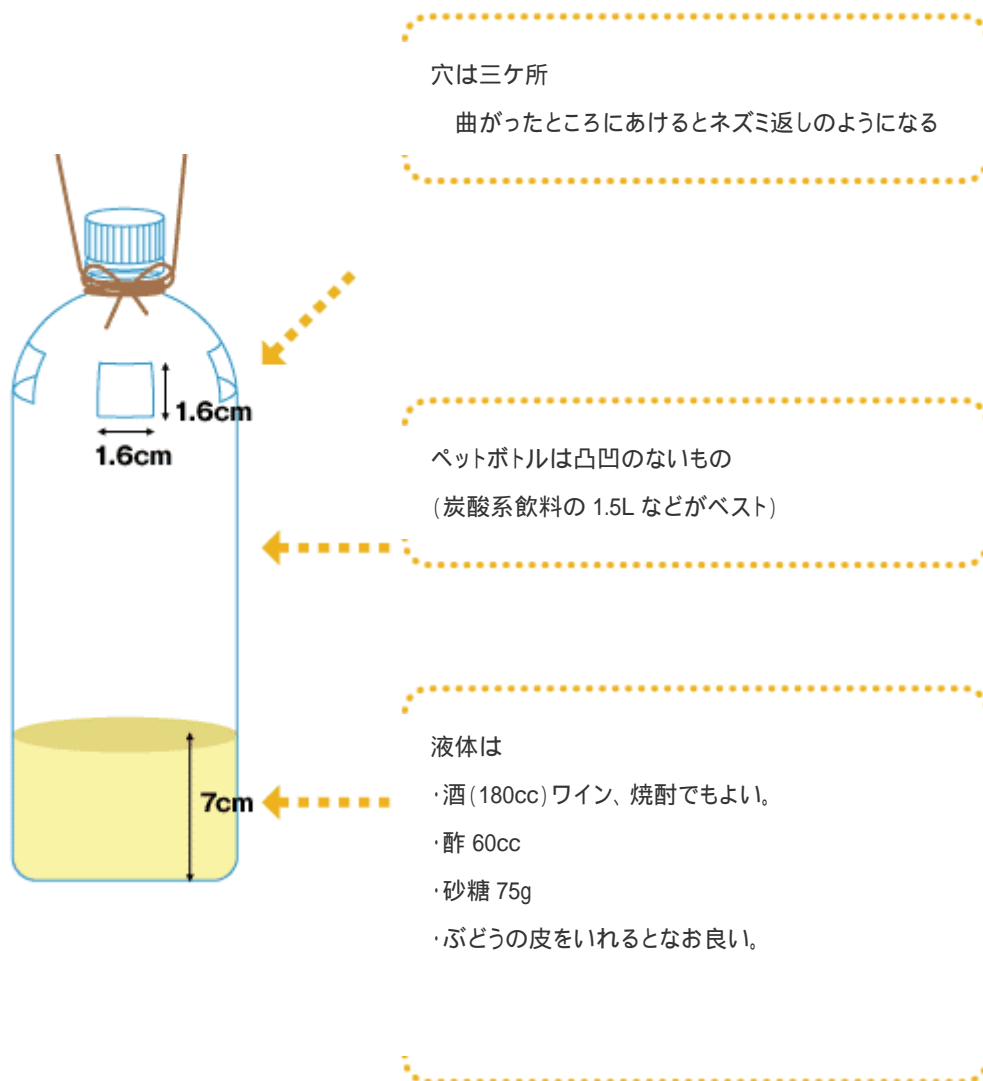 穴は三ケ所
曲がったところにあけるとネズミ返しのようになる
1.6cm
1.6cm
ペットボトルは凸凹のないもの
(炭酸系飲料の 1.5L などがベスト)
7cm
液体は
･酒(180cc)ワイン、焼酎でもよい。
･酢 60cc
･砂糖 75g
･ぶどうの皮をいれるとなお良い。